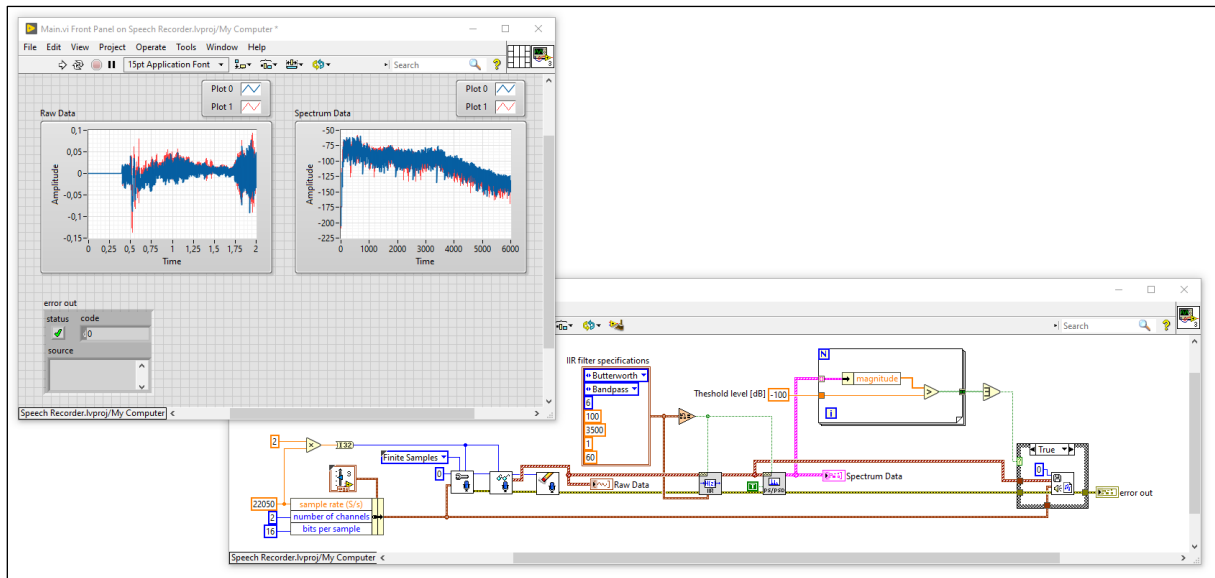 Main.vi Front Panel on Speech Recorder.lvproj/My Computer *
File Edit View Project Operate Tools Window Help
15pt Application Font
Search
3
Plot 0
Plot 1
Raw Data
0,1
0,05
0
-0,05
-0,1
-0,15
Amplitude
0 0,25 0,5 0,75 1 1,25 1,5 1,75 2
Time
Plot 0
Plot 1
Spectrum Data
-50
-75
-100
-125
-150
-175
-200
-225
Amplitude
0 1000 2000 3000 4000 5000 6000
Time
error out
status code
0
source
Speech Recorder.lvproj/My Computer
Search
3
IIR filter specifications
Butterworth
Bandpass
6
100
3500
1
60
N
magnitude
>
i
Theshold level [dB] -100
2
×
I32
Finite Samples
0
22050
2
16
sample rate (S/s)
number of channels
bits per sample
Raw Data
H(z)
IIR
T
PS/PSD
Spectrum Data
True
0
error out
Speech Recorder.lvproj/My Computer